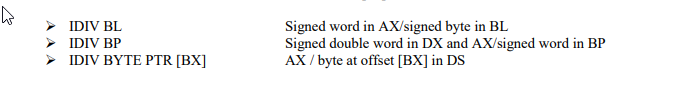 ➢ IDIV BL Signed word in AX/signed byte in BL
➢ IDIV BP Signed double word in DX and AX/signed word in BP
➢ IDIV BYTE PTR [BX] AX / byte at offset [BX] in DS